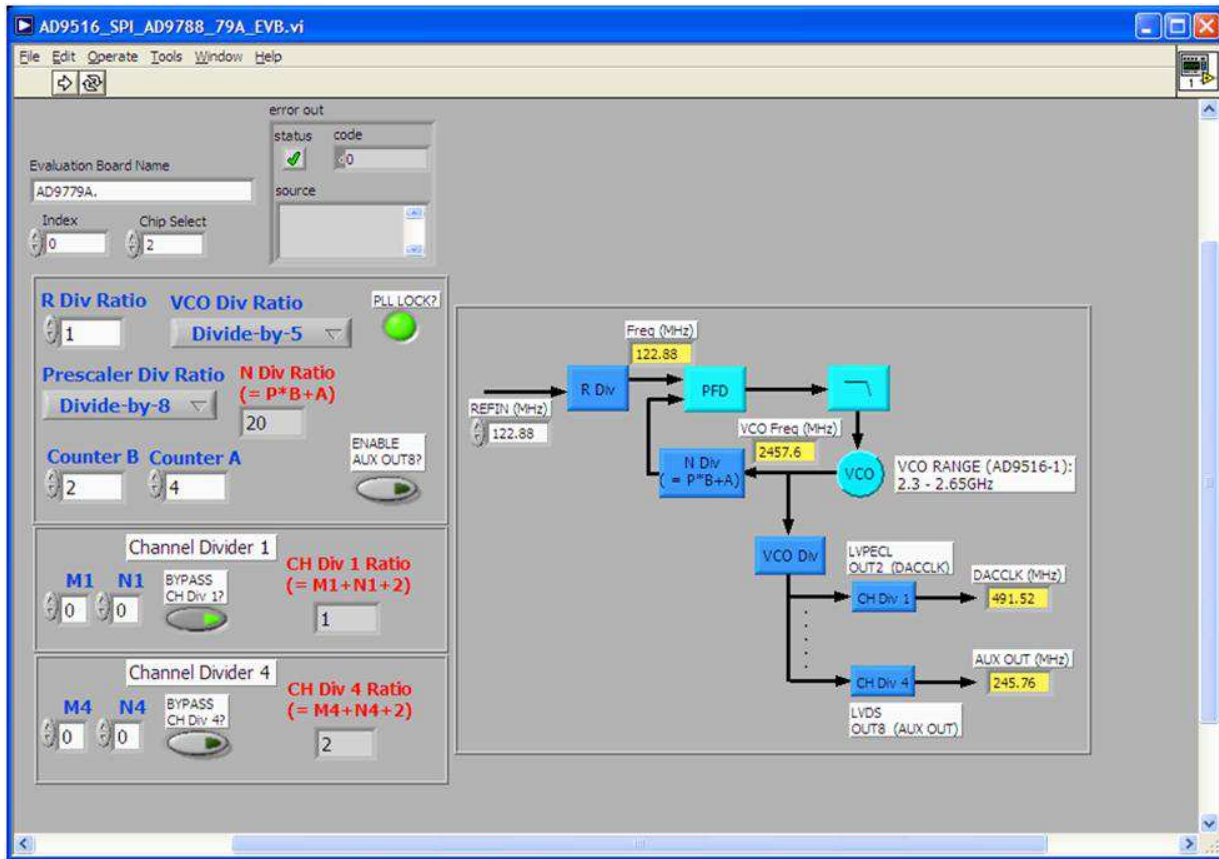 AD9516_SPI_AD9788_79A_EVB.vi
File Edit Operate Tools Window Help
1
error out
status code
0
source
Evaluation Board Name
AD9779A.
Index Chip Select
0 2
R Div Ratio VCO Div Ratio PLL LOCK?
1 Divide-by-5
Prescaler Div Ratio N Div Ratio
(= P*B+A)
Divide-by-8 20
Counter B Counter A ENABLE
AUX OUT8?
2 4
Channel Divider 1
M1 N1 BYPASS
CH Div 1?
CH Div 1 Ratio
(= M1+N1+2)
0 0 1
Channel Divider 4
M4 N4 BYPASS
CH Div 4?
CH Div 4 Ratio
(= M4+N4+2)
0 0 2
Freq (MHz)
122.88
R Div PFD
REFIN (MHz)
122.88
VCO Freq (MHz)
2457.6
N Div
( = P*B+A)
VCO
VCO RANGE (AD9516-1):
2.3 - 2.65GHz
VCO Div
LVPECL
OUT2 (DACCLK)
CH Div 1
DACCLK (MHz)
491.52
CH Div 4
AUX OUT (MHz)
245.76
LVDS
OUT8 (AUX OUT)